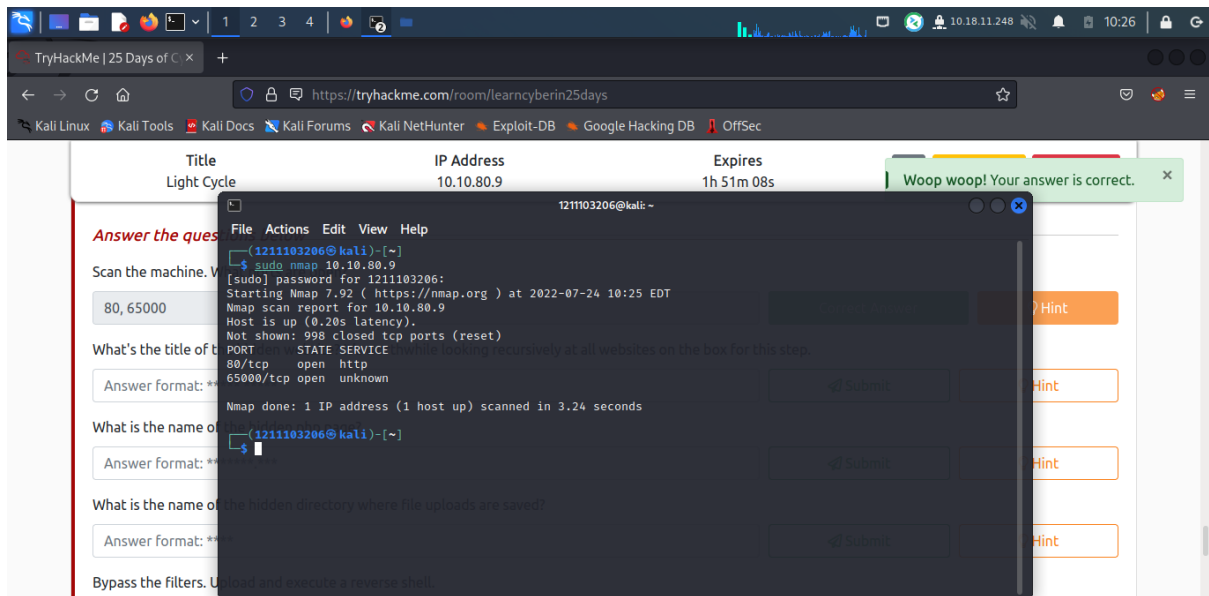 1 2 3 4 10.18.11.248 10:26
TryHackMe | 25 Days of Cy
https://tryhackme.com/room/learncyberin25days
Kali Linux Kali Tools Kali Docs Kali Forums Kali NetHunter Exploit-DB Google Hacking DB OffSec
Title IP Address Expires
Light Cycle 10.10.80.9 1h 51m 08s
Woop woop! Your answer is correct.
1211103206@kali: ~
File Actions Edit View Help
Answer the ques
(1211103206㉿kali)-[~]
$ sudo nmap 10.10.80.9
[sudo] password for 1211103206:
Starting Nmap 7.92 ( https://nmap.org ) at 2022-07-24 10:25 EDT
Nmap scan report for 10.10.80.9
Host is up (0.20s latency).
Not shown: 998 closed tcp ports (reset)
PORT STATE SERVICE
80/tcp open http
65000/tcp open unknown
Nmap done: 1 IP address (1 host up) scanned in 3.24 seconds
(1211103206㉿kali)-[~]
$
Scan the machine. W
80, 65000 Hint
What's the title of t worthwhile looking recursively at all websites on the box for this step.
Answer format: ** Submit Hint
What is the name of
Answer format: ** Submit Hint
What is the name of the hidden directory where file uploads are saved?
Answer format: **** Submit Hint
Bypass the filters. Upload and execute a reverse shell.